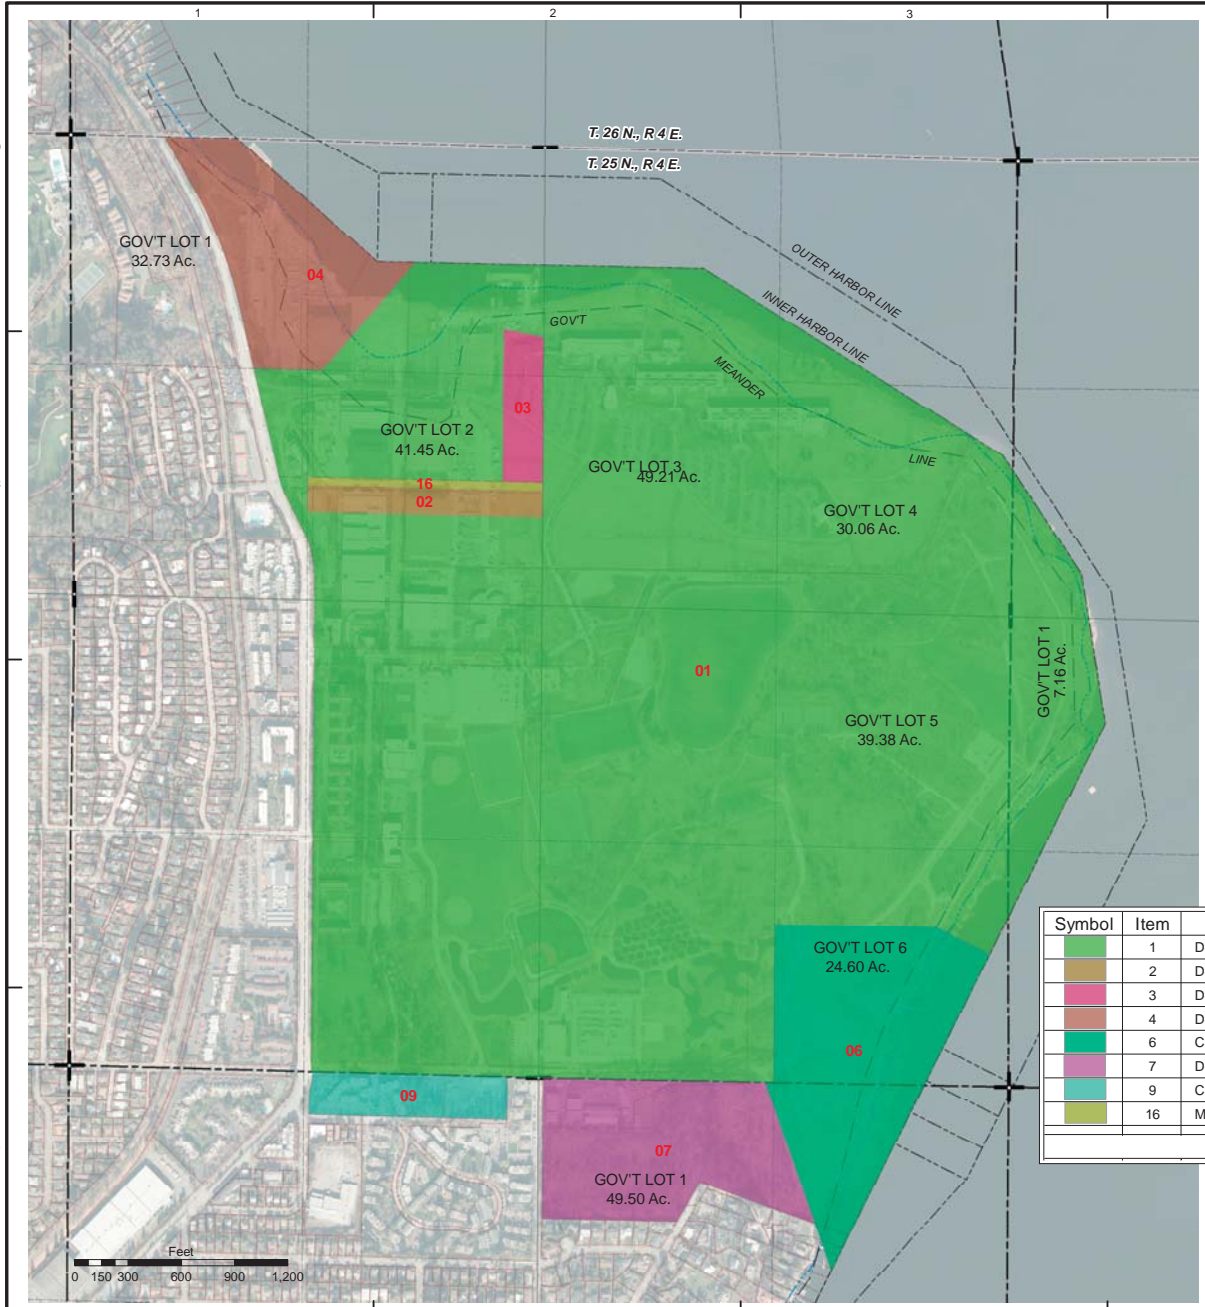 1 2 3
T. 26 N., R 4 E.
T. 25 N., R 4 E.
GOV'T LOT 1
32.73 Ac.
04
OUTER HARBOR LINE
INNER HARBOR LINE
GOV'T
MEANDER
LINE
03
GOV'T LOT 2
41.45 Ac.
GOV'T LOT 3
49.21 Ac.
16
02
GOV'T LOT 4
30.06 Ac.
01
GOV'T LOT 1
7.16 Ac.
GOV'T LOT 5
39.38 Ac.
GOV'T LOT 6
24.60 Ac.
06
09
07
GOV'T LOT 1
49.50 Ac.
Symbol Item
1 D
2 D
3 D
4 D
6 C
7 D
9 C
16 M
Feet
0 150 300 600 900 1,200